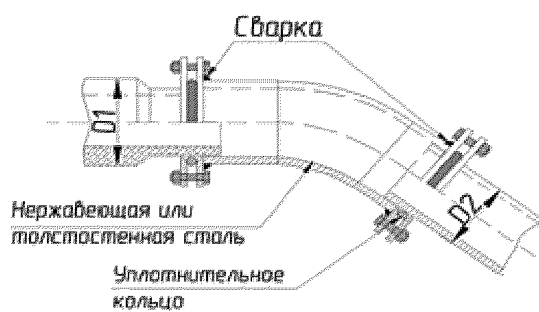 Сварка
D1
Нержавеющая или
толстостенная сталь
D2
Уплотнительное
кольцо